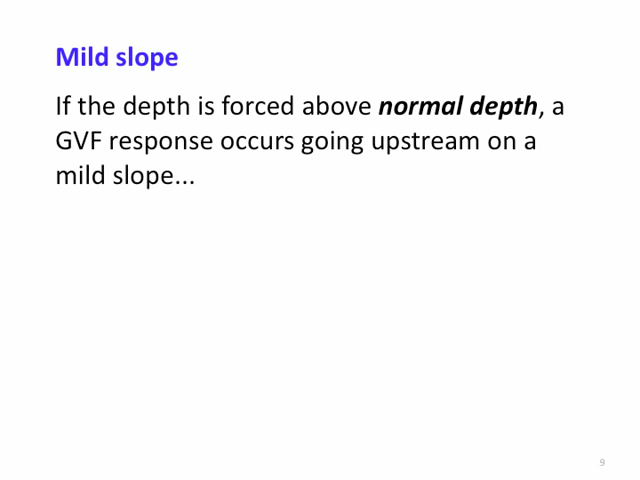 Mild slope
If the depth is forced above normal depth, a
GVF response occurs going upstream on a
mild slope...
9